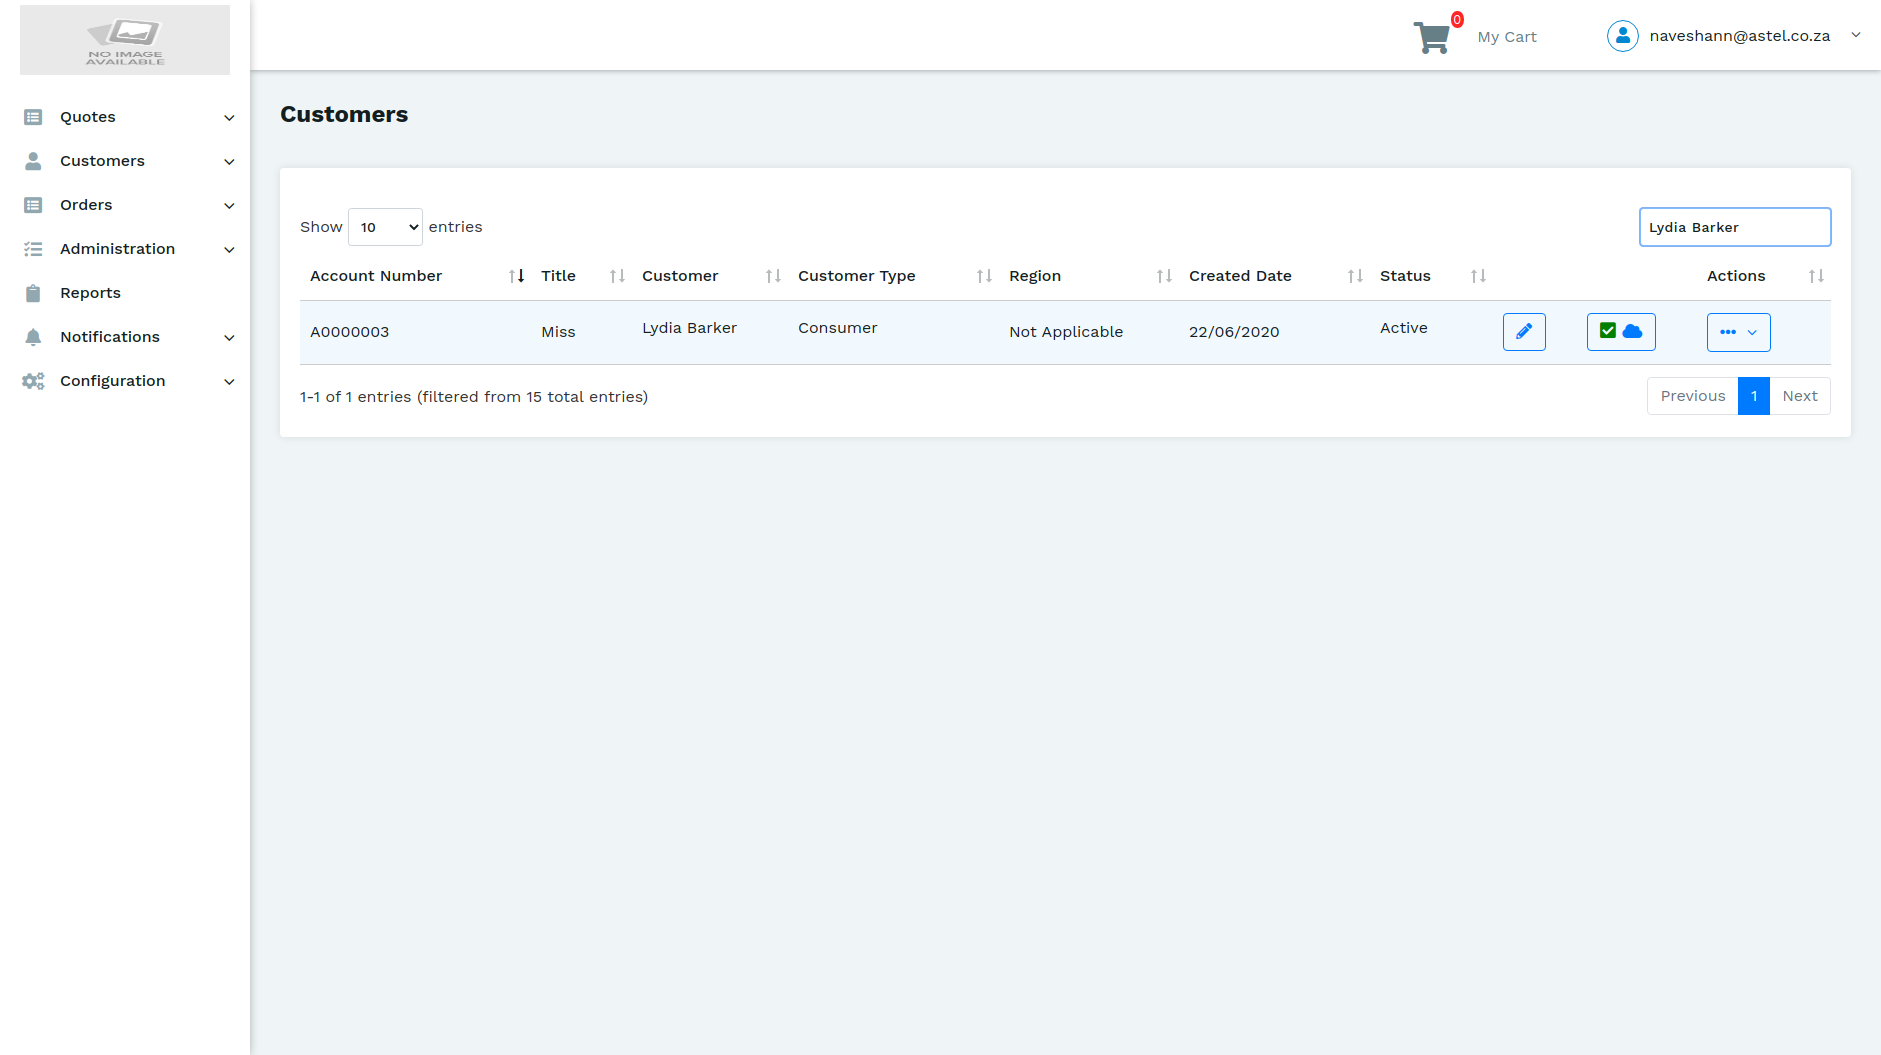 NO IMAGE
AVAILABLE
0
My Cart
naveshann@astel.co.za
Quotes
Customers
Orders
Administration
Reports
Notifications
Configuration
Customers
Show 10 entries
Lydia Barker
Account Number Title Customer Customer Type Region Created Date Status Actions
A0000003 Miss Lydia Barker Consumer Not Applicable 22/06/2020 Active
1-1 of 1 entries (filtered from 15 total entries)
Previous 1 Next